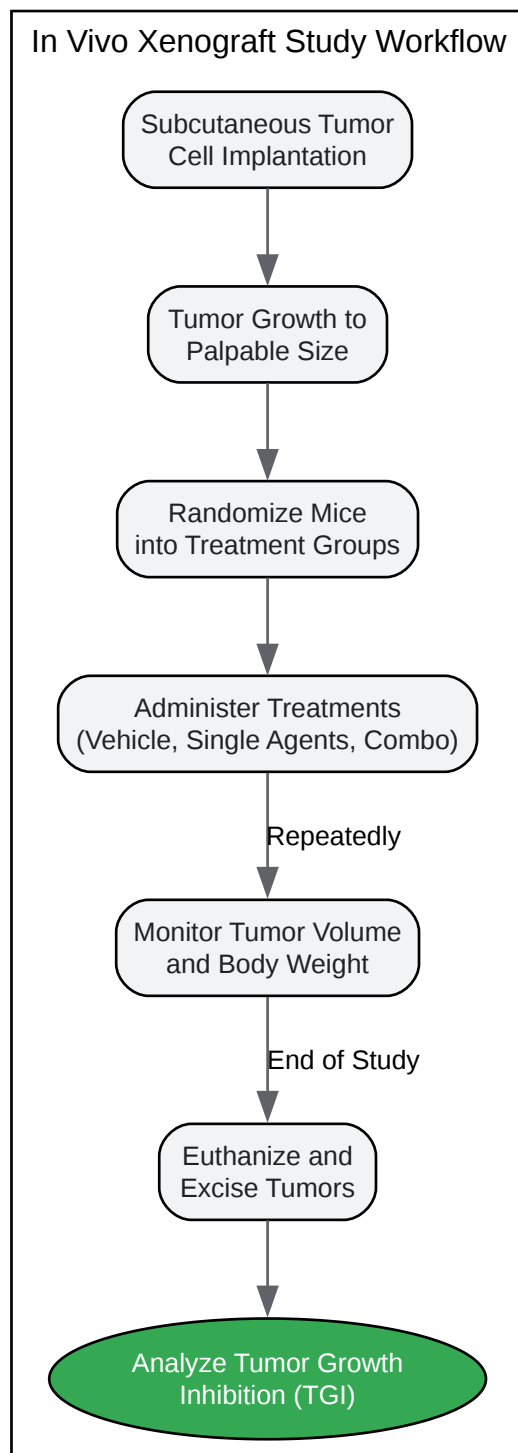 In Vivo Xenograft Study Workflow
Subcutaneous Tumor
Cell Implantation
Tumor Growth to
Palpable Size
Randomize Mice
into Treatment Groups
Administer Treatments
(Vehicle, Single Agents, Combo)
Repeatedly
Monitor Tumor Volume
and Body Weight
End of Study
Euthanize and
Excise Tumors
Analyze Tumor Growth
Inhibition (TGI)